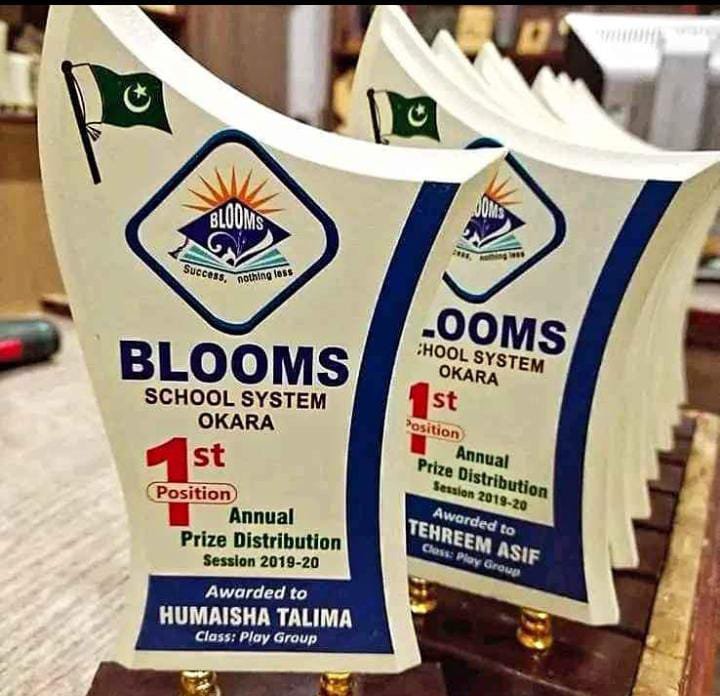 BLOOMS
Success, nothing less
BLOOMS
SCHOOL SYSTEM
OKARA
1st
Position
Annual
Prize Distribution
Session 2019-20
Awarded to
HUMAISHA TALIMA
Class: Play Group
OOMS
nothing less
LOOMS
HOOL SYSTEM
OKARA
1st
Position
Annual
Prize Distribution
Session 2019-20
Awarded to
TEHREEM ASIF
Class: Play Group